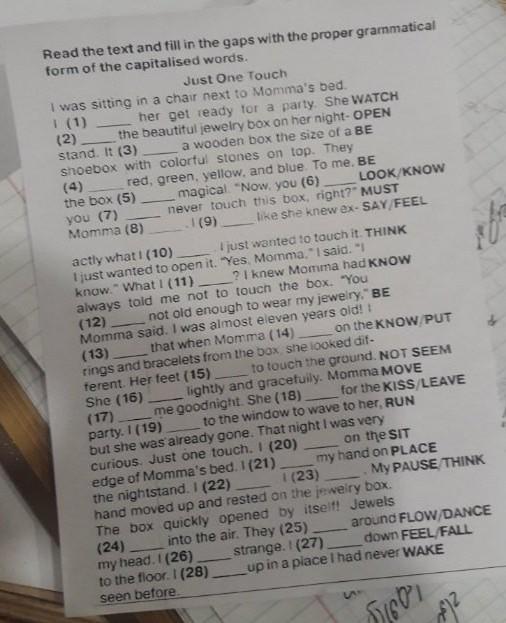 Read the text and fill in the gaps with the proper grammatical
form of the capitalised words.
Just One Touch
I was sitting in a chair next to Momma's bed.
I (1) ____ her get ready for a party. She WATCH
(2) ____ the beautiful jewelry box on her night- OPEN
stand. It (3) ____ a wooden box the size of a BE
shoebox with colorful stones on top. They
(4) ____ red, green, yellow, and blue. To me, BE
the box (5) ____ magical. "Now, you (6) ____ LOOK/KNOW
you (7) ____ never touch this box, right?" MUST
Momma (8) ____. I (9) ____ like she knew ex- SAY/FEEL
actly what I (10) ____. I just wanted to touch it. THINK
I just wanted to open it. "Yes, Momma," I said. "I
know." What I (11) ____? I knew Momma had KNOW
always told me not to touch the box. "You
(12) ____ not old enough to wear my jewelry," BE
Momma said. I was almost eleven years old! I
(13) ____ that when Momma (14) ____ on the KNOW/PUT
rings and bracelets from the box, she looked dif-
ferent. Her feet (15) ____ to touch the ground. NOT SEEM
She (16) ____ lightly and gracefully. Momma MOVE
(17) ____ me goodnight. She (18) ____ for the KISS/LEAVE
party. I (19) ____ to the window to wave to her, RUN
but she was already gone. That night I was very
curious. Just one touch. I (20) ____ on the SIT
edge of Momma's bed. I (21) ____ my hand on PLACE
the nightstand. I (22) ____. I (23) ____. My PAUSE/THINK
hand moved up and rested on the jewelry box.
The box quickly opened by itself! Jewels
(24) ____ into the air. They (25) ____ around FLOW/DANCE
my head. I (26) ____ strange. I (27) ____ down FEEL/FALL
to the floor. I (28) ____ up in a place I had never WAKE
seen before.